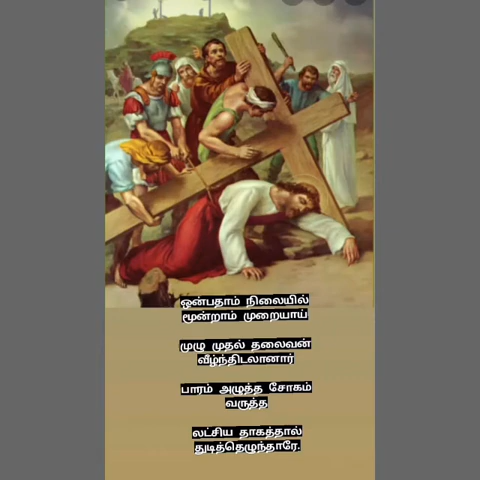 ஒன்பதாம் நிலையில்
மூன்றாம் முறையாய்
முழு முதல் தலைவன்
வீழ்ந்திடலானார்
பாரம் அழுத்த சோகம்
வருத்த
லட்சிய தாகத்தால்
துடித்தெழுந்தாரே.